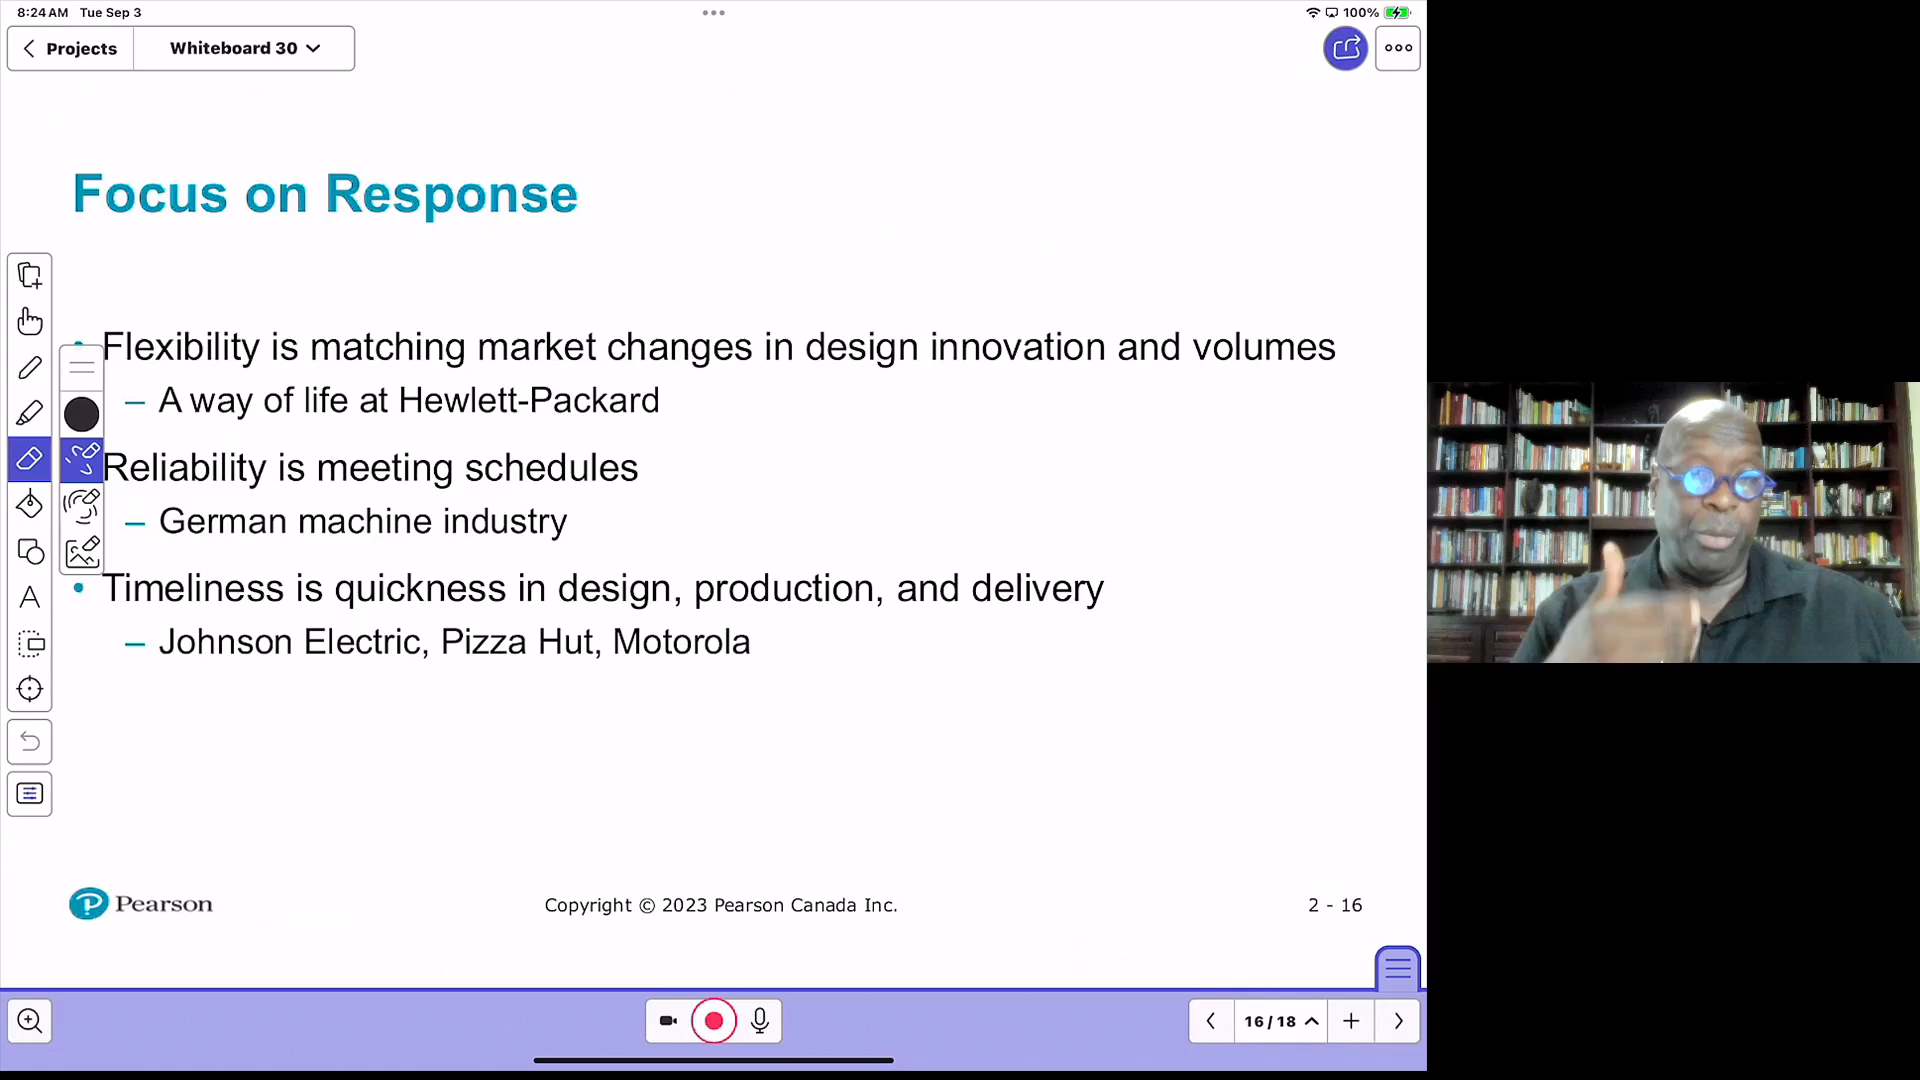 8:24 AM Tue Sep 3
100%
Projects
Whiteboard 30
Focus on Response
• Flexibility is matching market changes in design innovation and volumes
– A way of life at Hewlett-Packard
Reliability is meeting schedules
– German machine industry
• Timeliness is quickness in design, production, and delivery
– Johnson Electric, Pizza Hut, Motorola
A
Pearson
Copyright © 2023 Pearson Canada Inc.
2 - 16
16 / 18